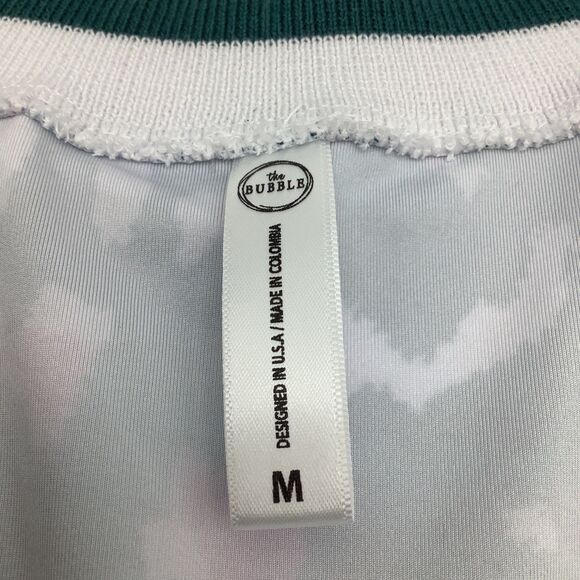 the
BUBBLE
DESIGNED IN U.S.A / MADE IN COLOMBIA
M